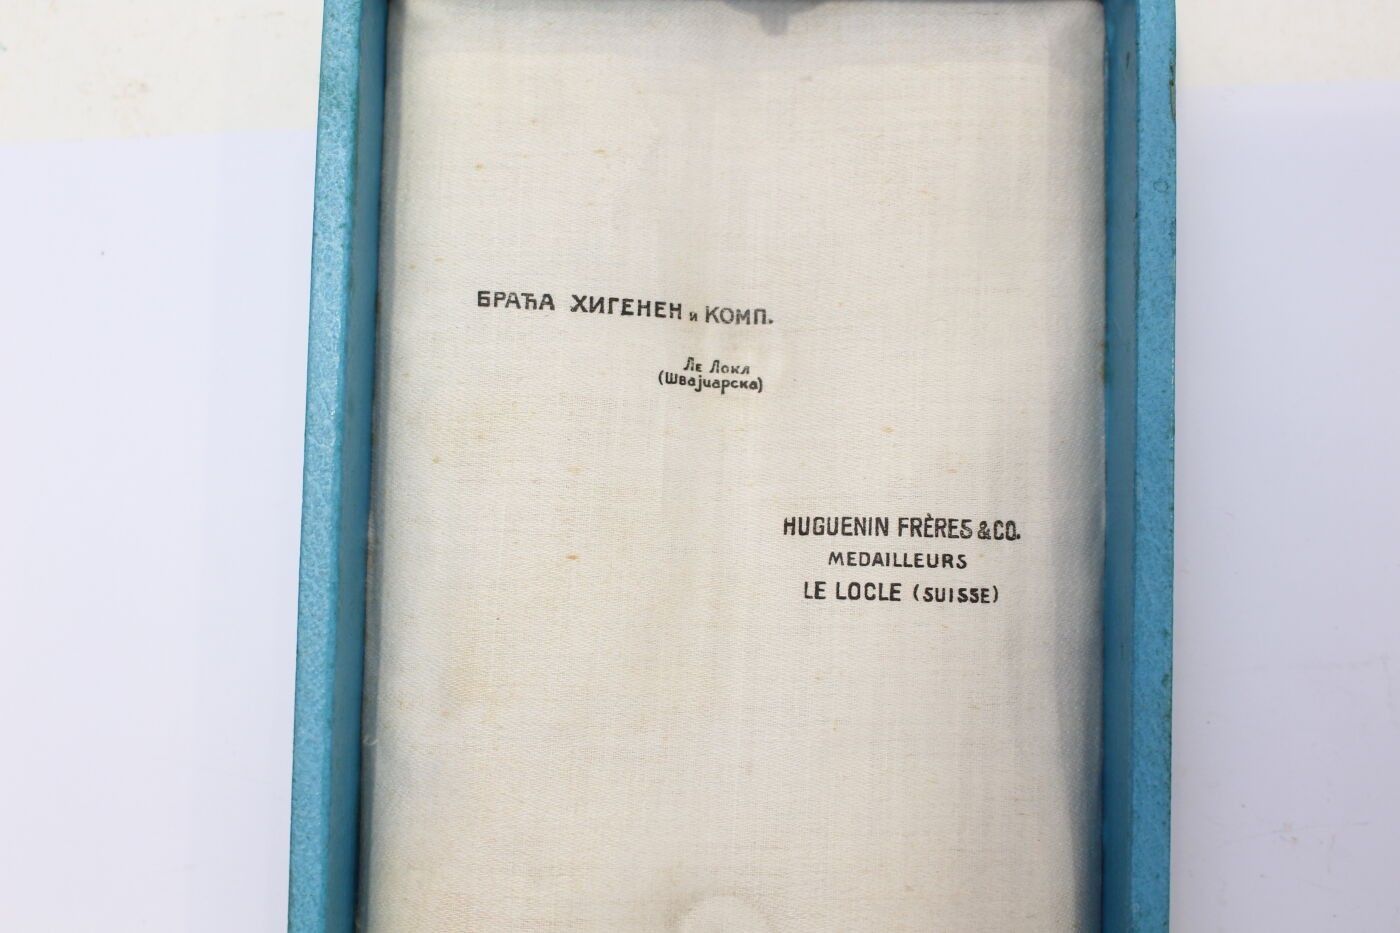 БРАЋА ХИГЕНЕН и КОМП.
Ле Локл
(Швајцарска)
HUGUENIN FRÈRES & CO.
MEDAILLEURS
LE LOCLE (SUISSE)